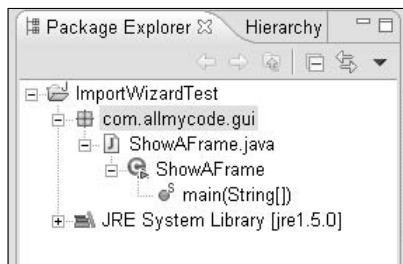 Package Explorer Hierarchy
ImportWizardTest
com.allmycode.gui
ShowAFrame.java
ShowAFrame
main(String[])
JRE System Library [jre1.5.0]